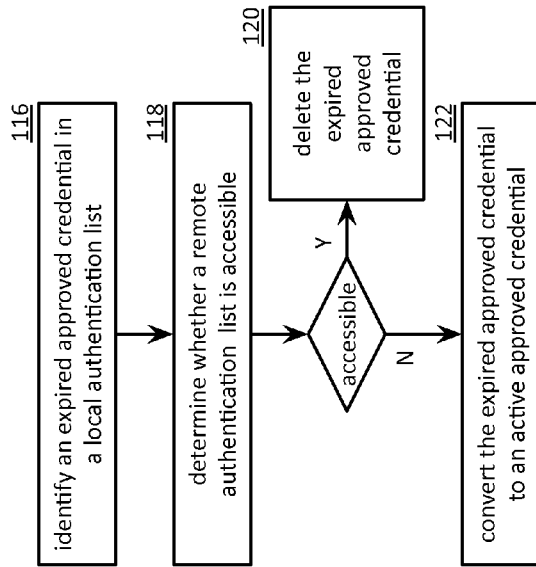 116
identify an expired approved credential in
a local authentication list
118
determine whether a remote
authentication list is accessible
accessible
Y
120
delete the
expired
approved
credential
N
122
convert the expired approved credential
to an active approved credential